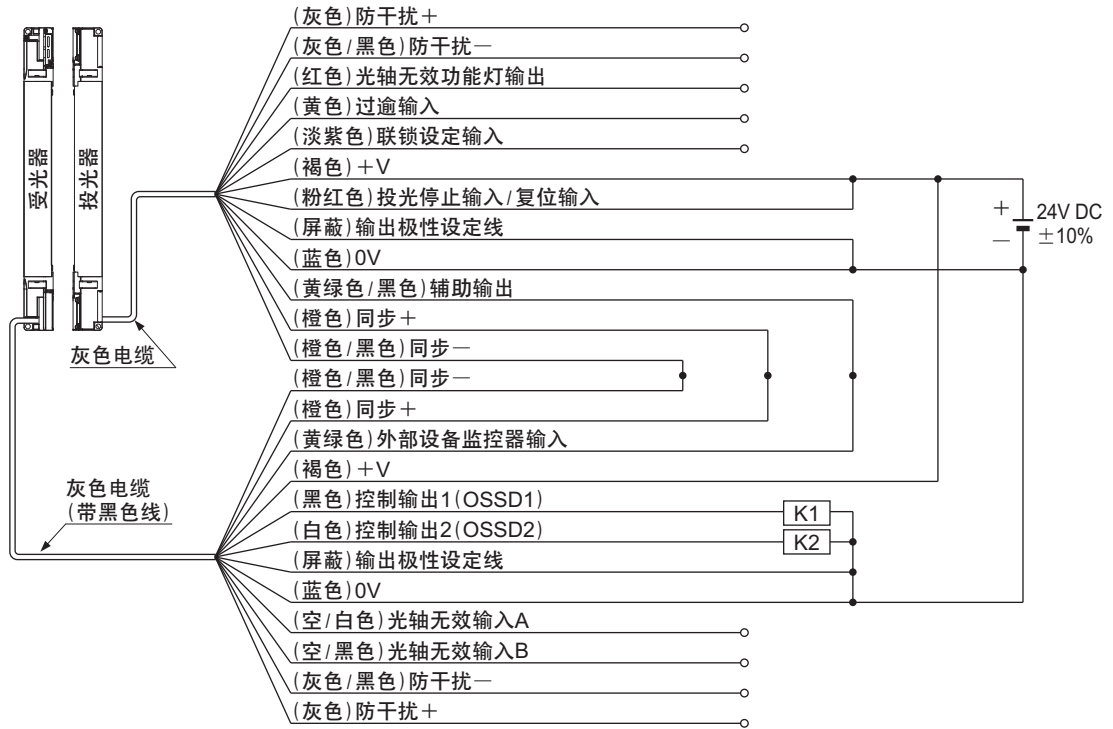 (灰色)防干扰＋
(灰色/黑色)防干扰－
(红色)光轴无效功能灯输出
(黄色)过逾输入
(淡紫色)联锁设定输入
(褐色)＋V
(粉红色)投光停止输入/复位输入
(屏蔽)输出极性设定线
(蓝色)0V
(黄绿色/黑色)辅助输出
(橙色)同步＋
(橙色/黑色)同步－
(橙色/黑色)同步－
(橙色)同步＋
(黄绿色)外部设备监控器输入
(褐色)＋V
(黑色)控制输出1(OSSD1)
(白色)控制输出2(OSSD2)
(屏蔽)输出极性设定线
(蓝色)0V
(空/白色)光轴无效输入A
(空/黑色)光轴无效输入B
(灰色/黑色)防干扰－
(灰色)防干扰＋
受光器
投光器
灰色电缆
灰色电缆
(带黑色线)
K1
K2
＋
－
24V DC
±10%